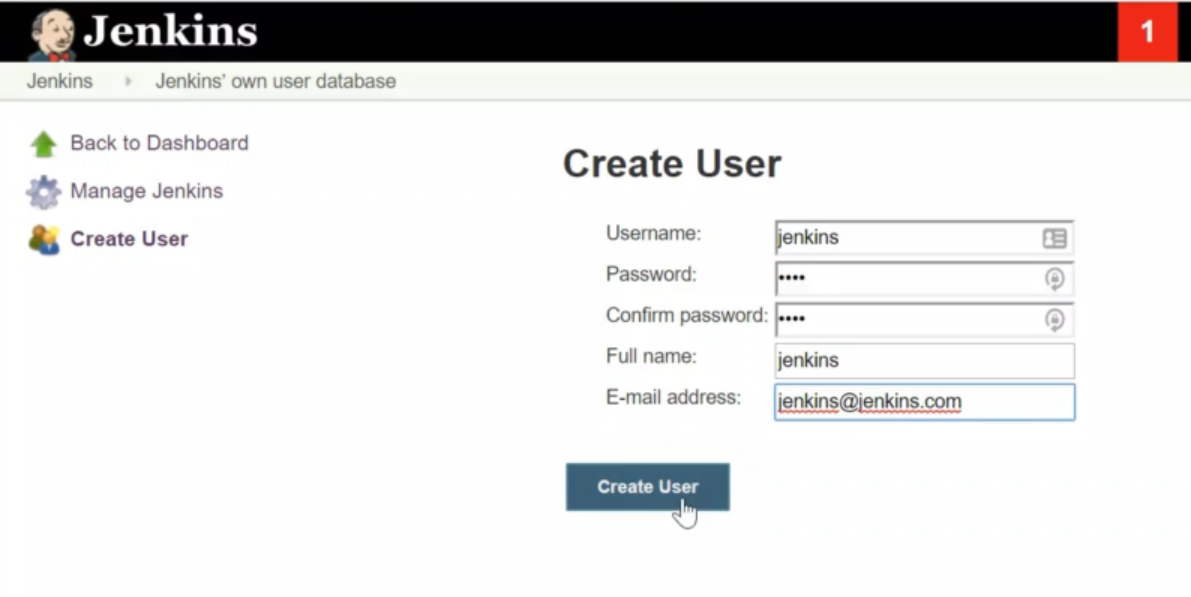 Jenkins
1
Jenkins Jenkins' own user database
Back to Dashboard
Manage Jenkins
Create User
Create User
Username: jenkins
Password: ••••
Confirm password: ••••
Full name: jenkins
E-mail address: jenkins@jenkins.com
Create User